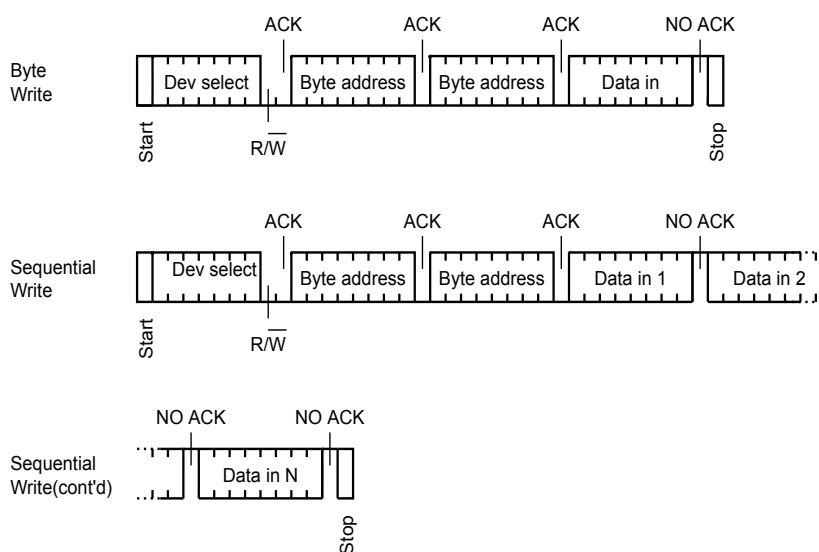 ACK ACK ACK NO ACK
Byte
Write
Dev select Byte address Byte address Data in
Start R/W̅ Stop
ACK ACK ACK NO ACK
Sequential
Write
Dev select Byte address Byte address Data in 1 Data in 2
Start R/W̅
NO ACK NO ACK
Sequential
Write(cont'd)
Data in N
Stop